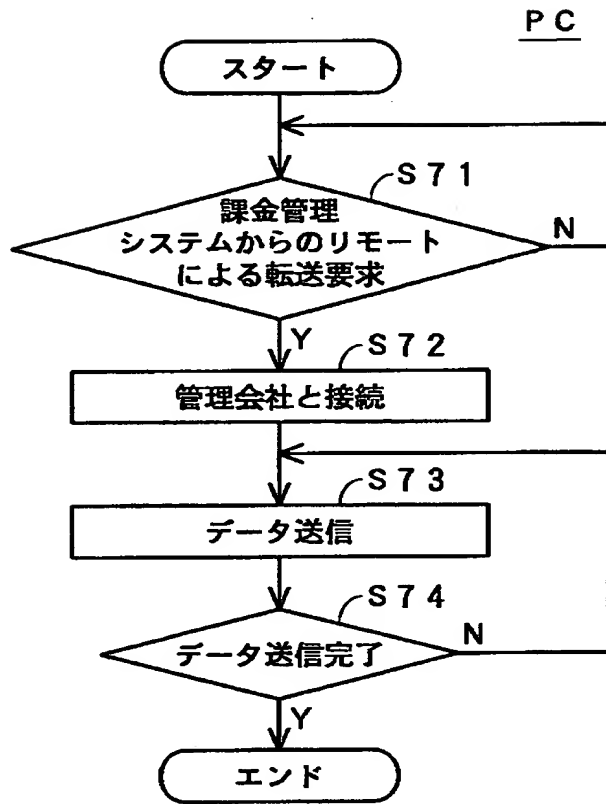 PC
スタート
S71
課金管理
システムからのリモート
による転送要求
N
Y
S72
管理会社と接続
S73
データ送信
S74
データ送信完了
N
Y
エンド